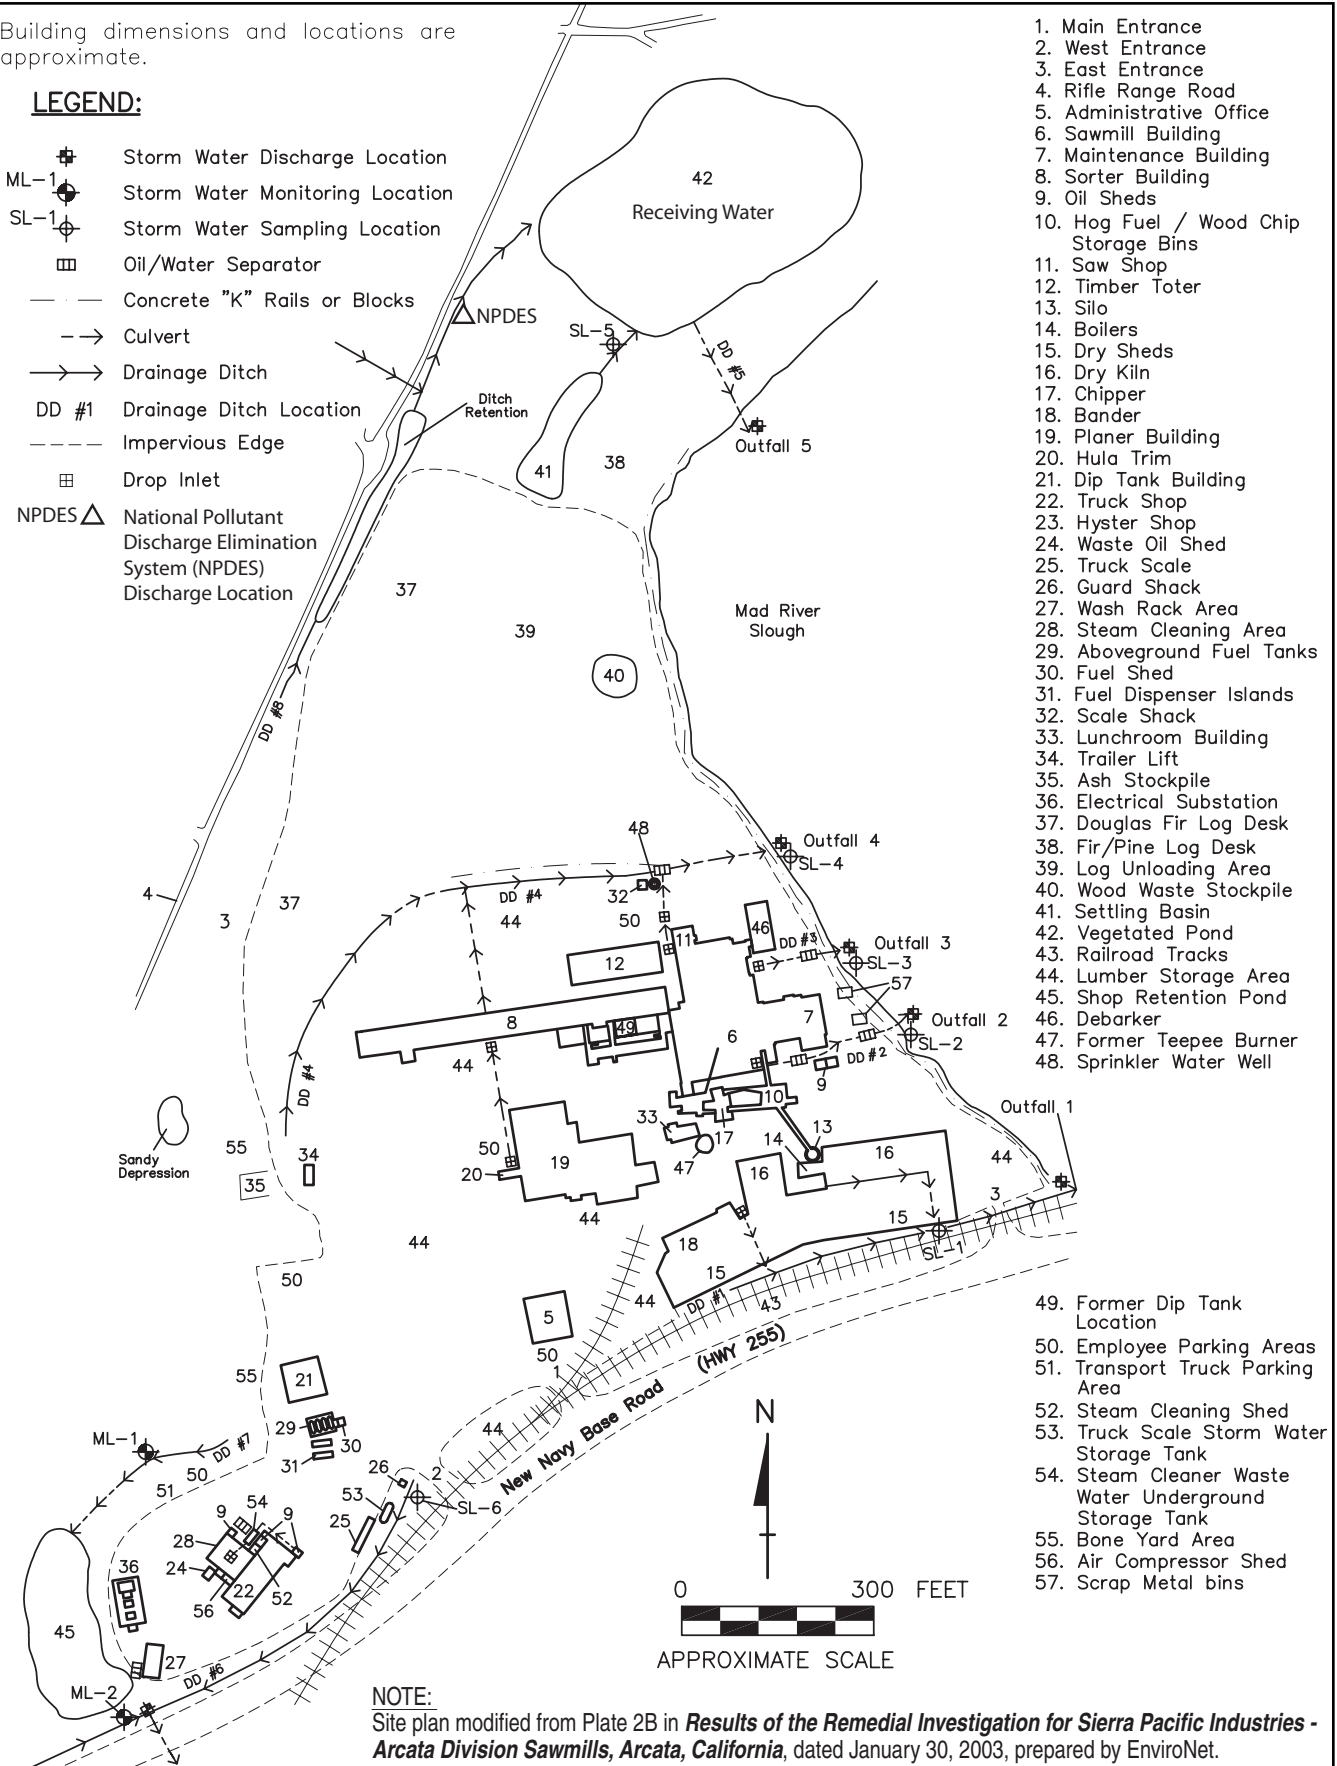 Building dimensions and locations are
approximate.
LEGEND:
Storm Water Discharge Location
ML-1
Storm Water Monitoring Location
SL-1
Storm Water Sampling Location
Oil/Water Separator
Concrete "K" Rails or Blocks
Culvert
Drainage Ditch
DD #1 Drainage Ditch Location
Impervious Edge
Drop Inlet
NPDES
National Pollutant
Discharge Elimination
System (NPDES)
Discharge Location
1. Main Entrance
2. West Entrance
3. East Entrance
4. Rifle Range Road
5. Administrative Office
6. Sawmill Building
7. Maintenance Building
8. Sorter Building
9. Oil Sheds
10. Hog Fuel / Wood Chip
Storage Bins
11. Saw Shop
12. Timber Toter
13. Silo
14. Boilers
15. Dry Sheds
16. Dry Kiln
17. Chipper
18. Bander
19. Planer Building
20. Hula Trim
21. Dip Tank Building
22. Truck Shop
23. Hyster Shop
24. Waste Oil Shed
25. Truck Scale
26. Guard Shack
27. Wash Rack Area
28. Steam Cleaning Area
29. Aboveground Fuel Tanks
30. Fuel Shed
31. Fuel Dispenser Islands
32. Scale Shack
33. Lunchroom Building
34. Trailer Lift
35. Ash Stockpile
36. Electrical Substation
37. Douglas Fir Log Desk
38. Fir/Pine Log Desk
39. Log Unloading Area
40. Wood Waste Stockpile
41. Settling Basin
42. Vegetated Pond
43. Railroad Tracks
44. Lumber Storage Area
45. Shop Retention Pond
46. Debarker
47. Former Teepee Burner
48. Sprinkler Water Well
49. Former Dip Tank
Location
50. Employee Parking Areas
51. Transport Truck Parking
Area
52. Steam Cleaning Shed
53. Truck Scale Storm Water
Storage Tank
54. Steam Cleaner Waste
Water Underground
Storage Tank
55. Bone Yard Area
56. Air Compressor Shed
57. Scrap Metal bins
42
Receiving Water
NPDES
SL-5
DD #5
Ditch
Retention
Outfall 5
41
38
37
39
Mad River
Slough
40
DD #8
48
Outfall 4
SL-4
4
3
37
32
DD #4
44
50
46
11
DD #3
Outfall 3
SL-3
12
57
8
49
7
6
Outfall 2
SL-2
DD #2
44
9
10
DD #4
Outfall 1
33
17
13
14
Sandy
Depression
55
34
50
19
47
16
16
44
20
35
3
44
15
18
SL-1
44
15
50
DD #1
43
44
5
50
1
(HWY 255)
55
21
29
30
31
44
New Navy Base Road
N
ML-1
DD #7
50
51
26
2
53
SL-6
9
54
9
25
28
24
36
22
56
52
45
27
DD #6
ML-2
0 300 FEET
APPROXIMATE SCALE
NOTE:
Site plan modified from Plate 2B in Results of the Remedial Investigation for Sierra Pacific Industries -
Arcata Division Sawmills, Arcata, California, dated January 30, 2003, prepared by EnviroNet.